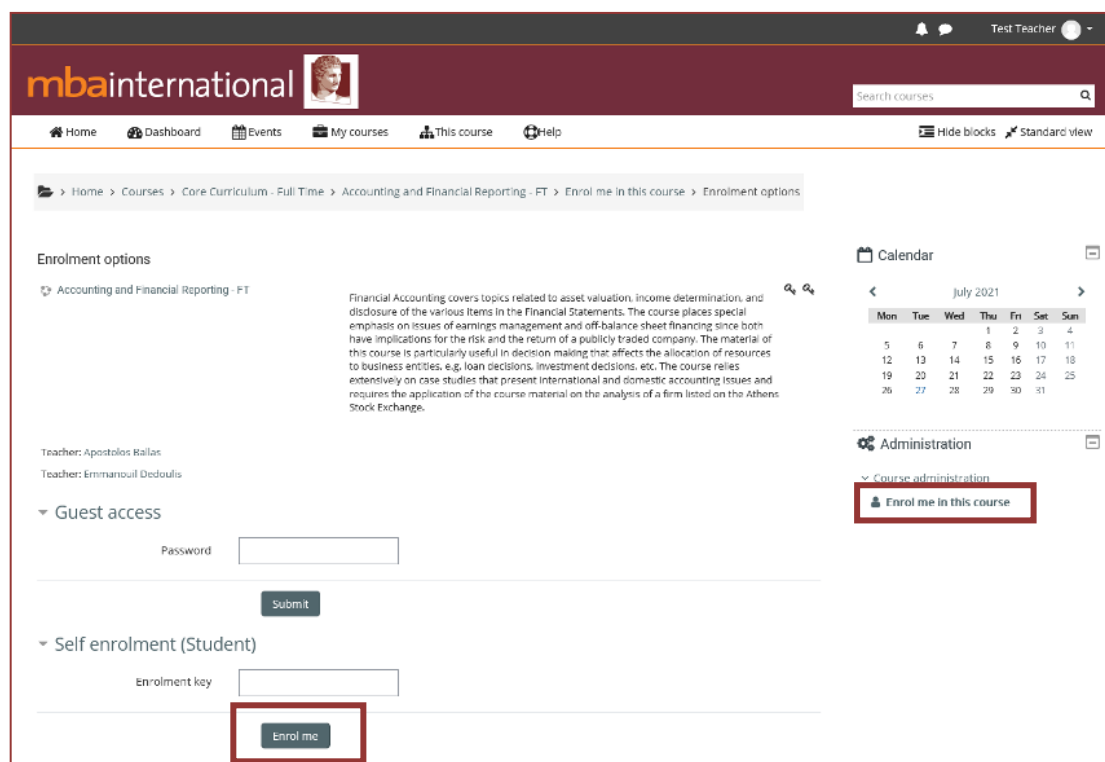 Test Teacher
mbainternational
Search courses
Home Dashboard Events My courses This course Help Hide blocks Standard view
> Home > Courses > Core Curriculum - Full Time > Accounting and Financial Reporting - FT > Enrol me in this course > Enrolment options
Enrolment options
Accounting and Financial Reporting - FT
Financial Accounting covers topics related to asset valuation, income determination, and
disclosure of the various items in the Financial Statements. The course places special
emphasis on issues of earnings management and off-balance sheet financing since both
have implications for the risk and the return of a publicly traded company. The material of
this course is particularly useful in decision making that affects the allocation of resources
to business entities, e.g. loan decisions, investment decisions, etc. The course relies
extensively on case studies that present international and domestic accounting issues and
requires the application of the course material on the analysis of a firm listed on the Athens
Stock Exchange.
Teacher: Apostolos Ballas
Teacher: Emmanouil Dedoulis
Guest access
Password
Submit
Self enrolment (Student)
Enrolment key
Enrol me
Calendar
July 2021
Mon Tue Wed Thu Fri Sat Sun
1 2 3 4
5 6 7 8 9 10 11
12 13 14 15 16 17 18
19 20 21 22 23 24 25
26 27 28 29 30 31
Administration
Course administration
Enrol me in this course